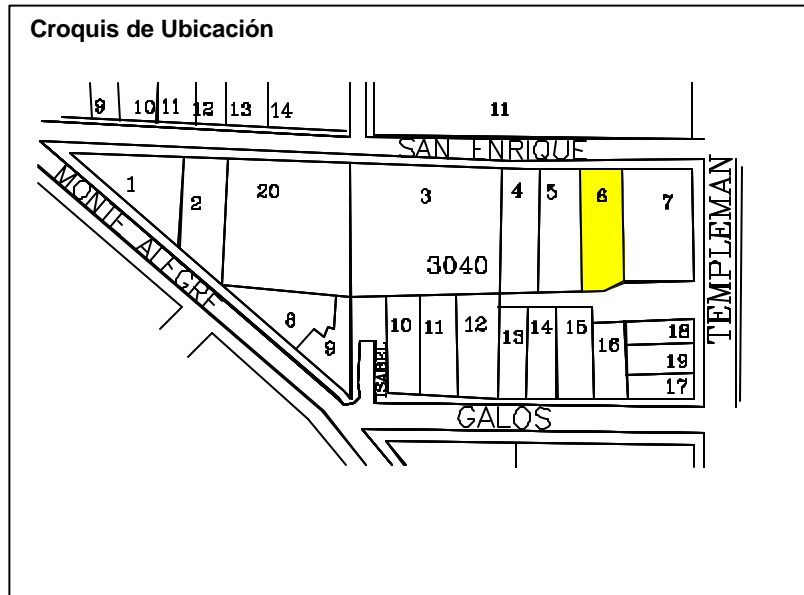 Croquis de Ubicación
9 10 11 12 13 14 11
SAN ENRIQUE
MONTE ALEGRE
TEMPLEMAN
1 2 20 3 4 5 6 7
3040
8 9 10 11 12 13 14 15 16 18
19
17
ISABEL
GALOS